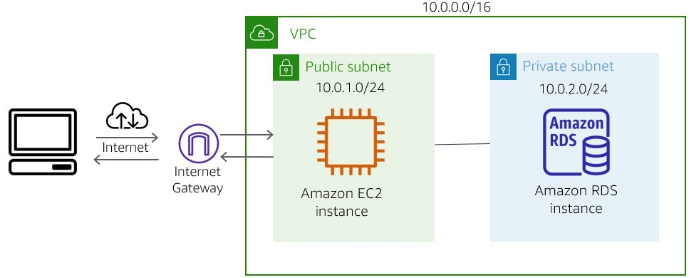 10.0.0.0/16
VPC
Public subnet
10.0.1.0/24
Private subnet
10.0.2.0/24
Internet
Internet
Gateway
Amazon EC2
instance
Amazon
RDS
Amazon RDS
instance